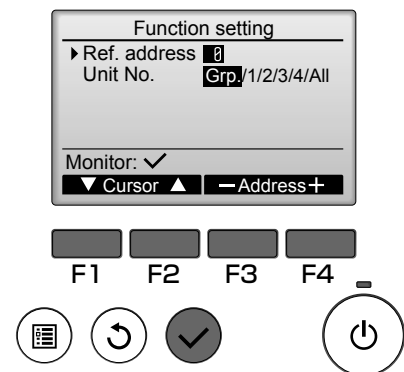 Function setting
Ref. address 0
Unit No. Grp./1/2/3/4/All
Monitor: ✓
▼ Cursor ▲ −Address+
F1 F2 F3 F4